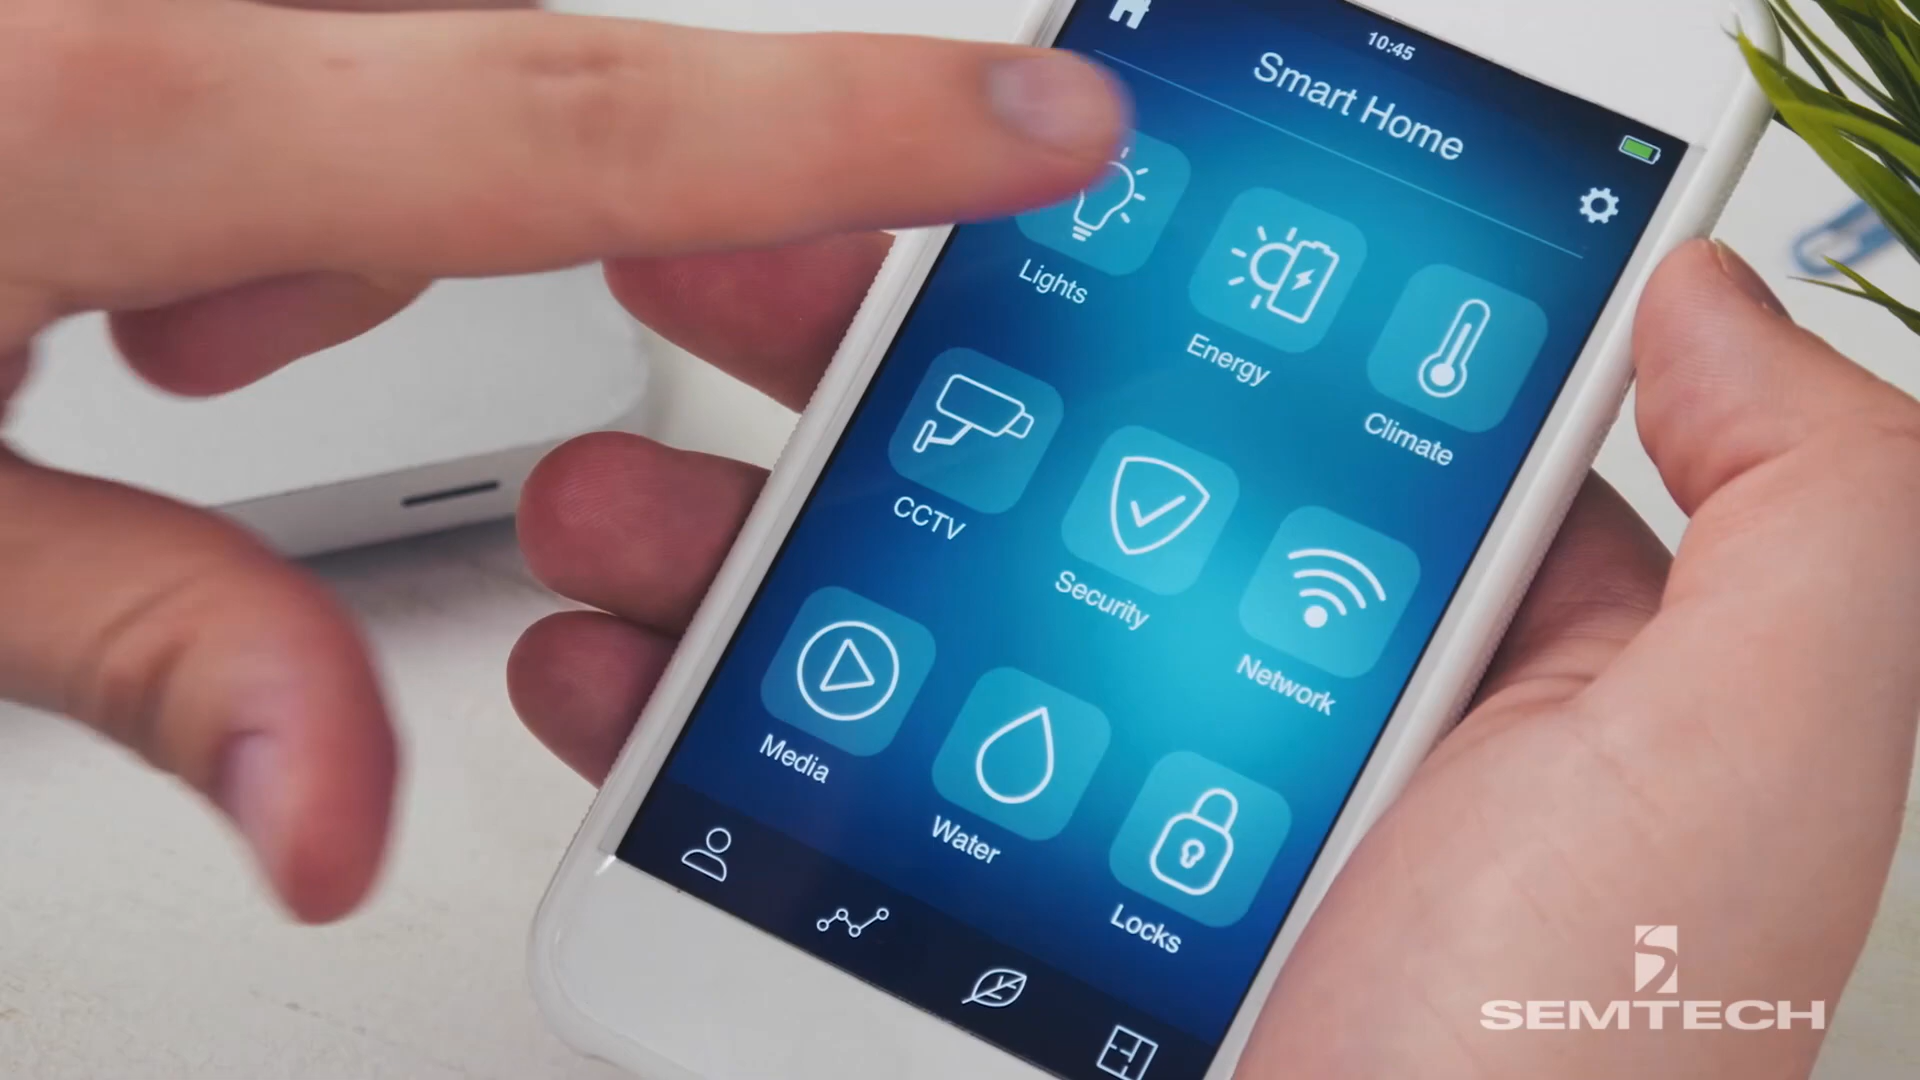 10:45
Smart Home
Lights
Energy
Climate
CCTV
Security
Network
Media
Water
Locks
SEMTECH